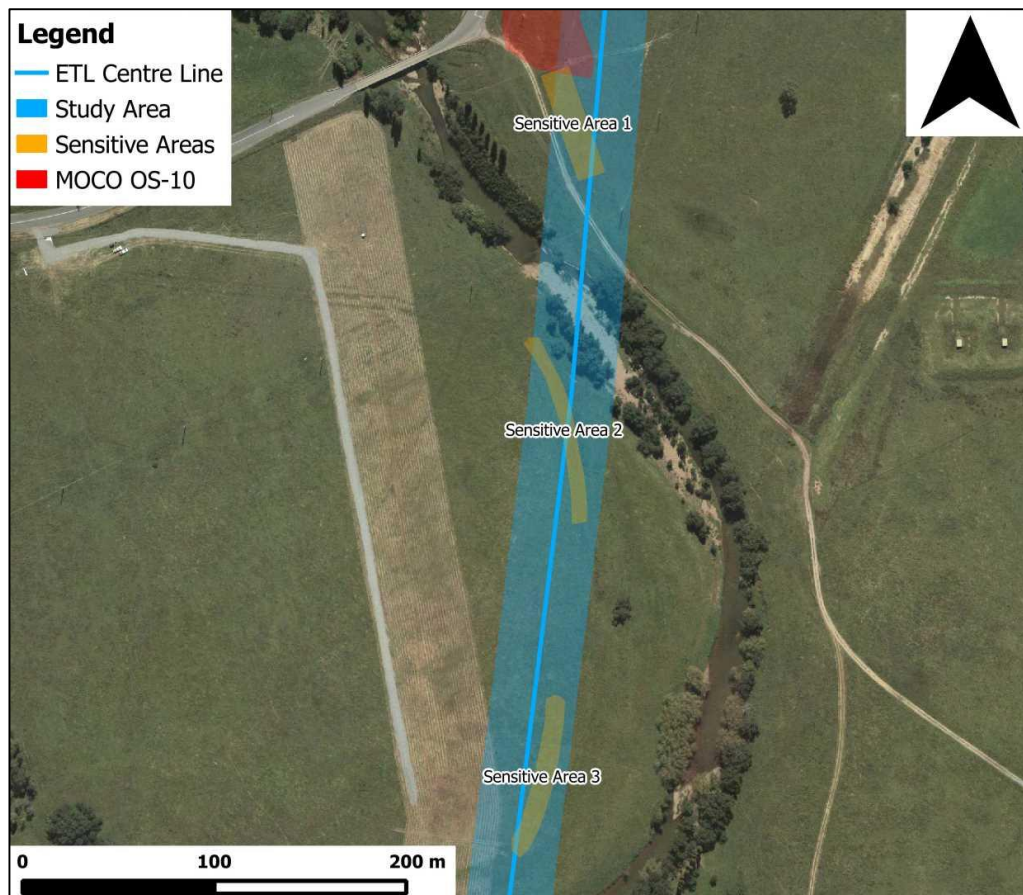 Legend
ETL Centre Line
Study Area
Sensitive Areas
MOCO OS-10
Sensitive Area 1
Sensitive Area 2
Sensitive Area 3
0 100 200 m